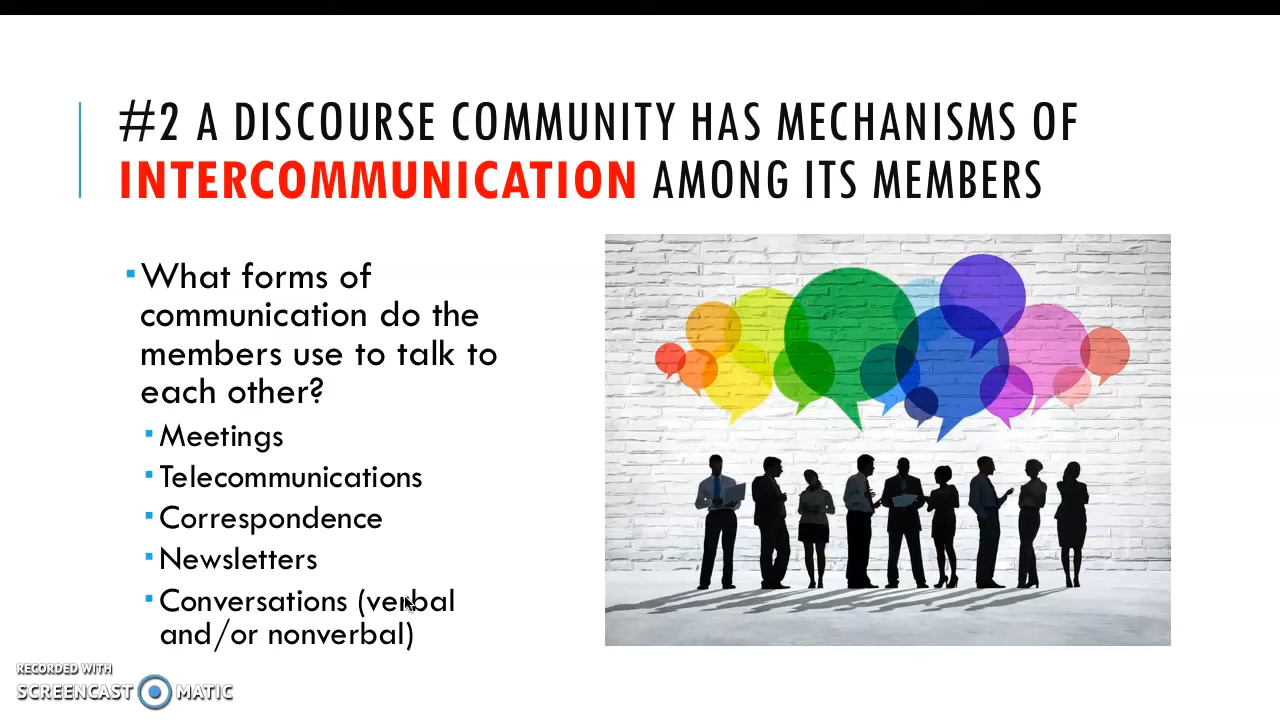 #2 A DISCOURSE COMMUNITY HAS MECHANISMS OF
INTERCOMMUNICATION AMONG ITS MEMBERS
What forms of
communication do the
members use to talk to
each other?
Meetings
Telecommunications
Correspondence
Newsletters
Conversations (verbal
and/or nonverbal)
RECORDED WITH
SCREENCAST MATIC